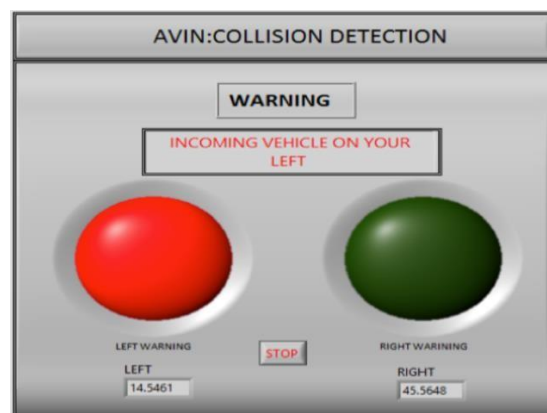 AVIN:COLLISION DETECTION
WARNING
INCOMING VEHICLE ON YOUR
LEFT
LEFT WARNING
RIGHT WARINING
STOP
LEFT
14.5461
RIGHT
45.5648